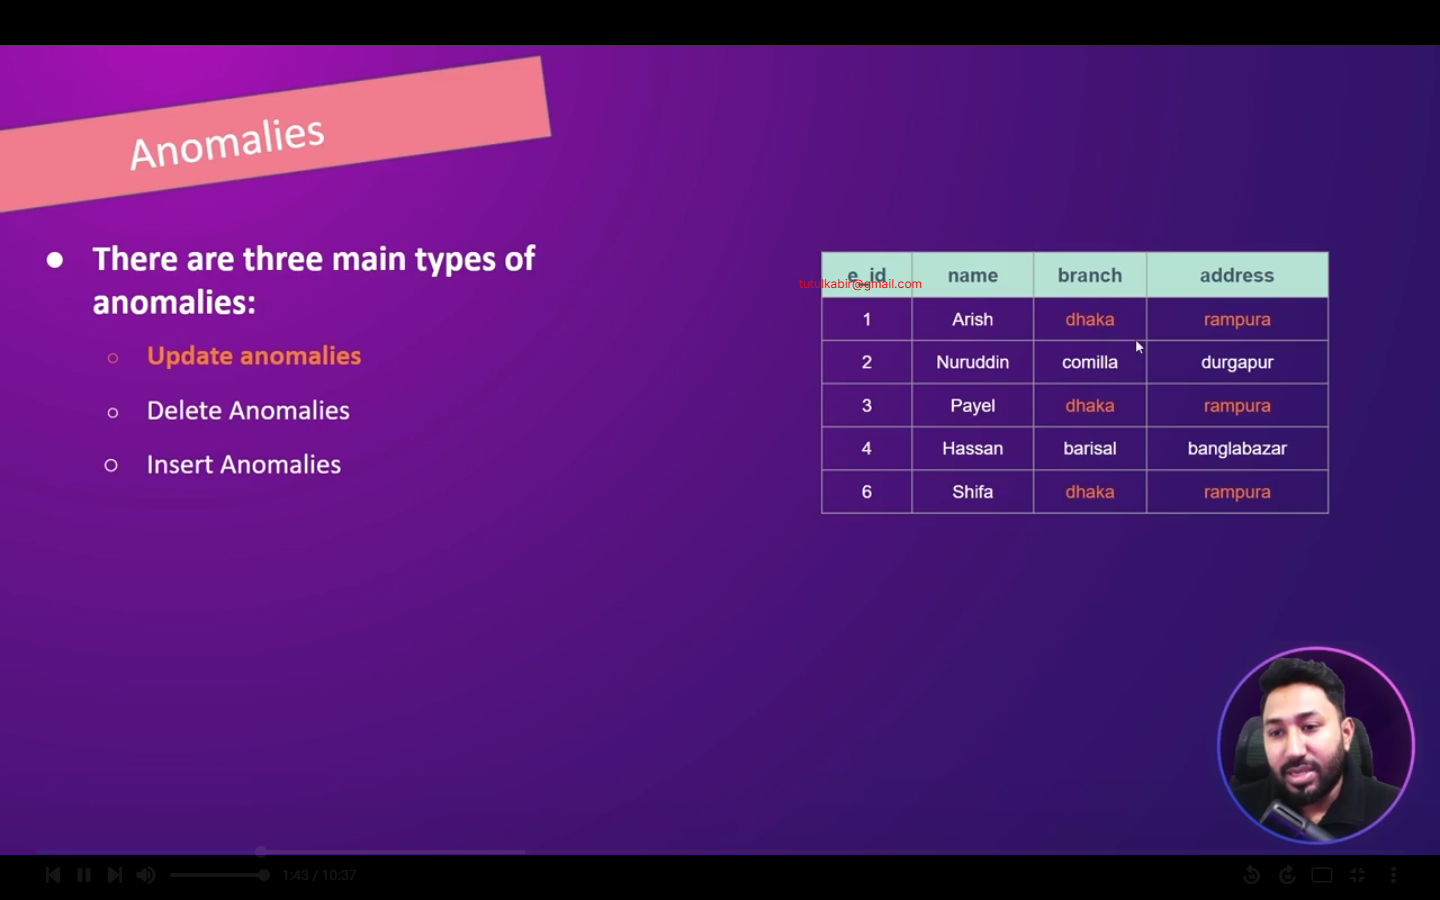 Anomalies
There are three main types of
anomalies:
Update anomalies
Delete Anomalies
Insert Anomalies
e_id name branch address
tutulkabir@gmail.com
1 Arish dhaka rampura
2 Nuruddin comilla durgapur
3 Payel dhaka rampura
4 Hassan barisal banglabazar
6 Shifa dhaka rampura
1:43 / 10:37